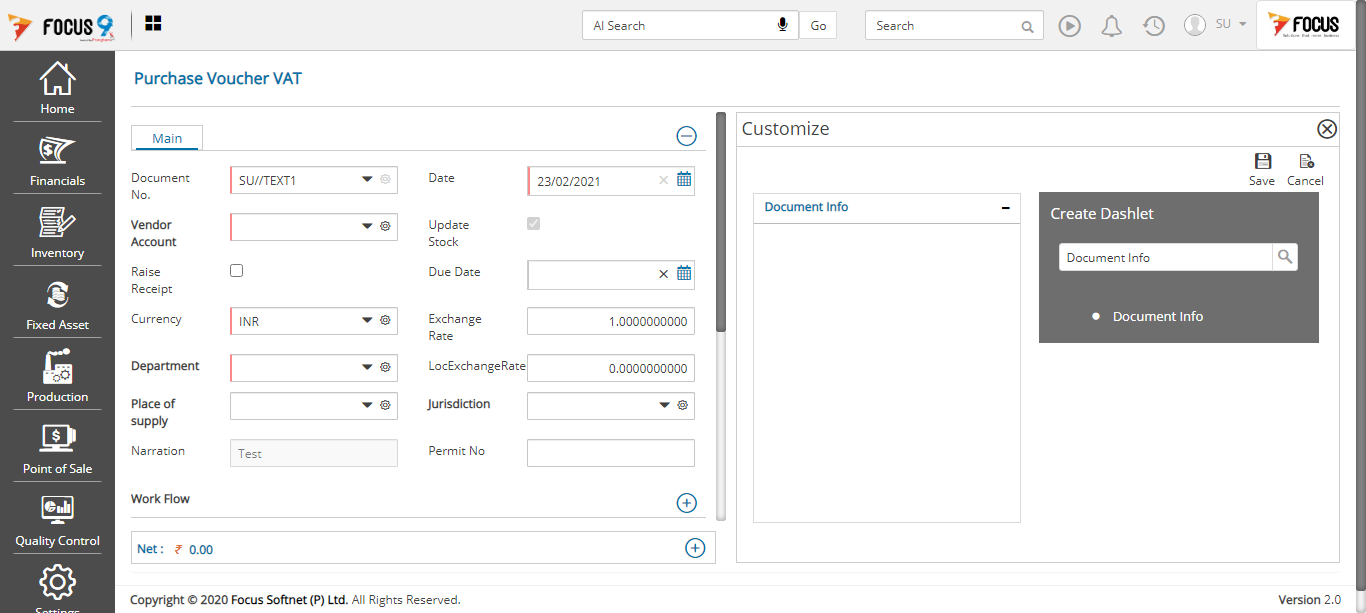 FOCUS 9
AI Search
Go
Search
SU
FOCUS
Home
Financials
Inventory
Fixed Asset
Production
Point of Sale
Quality Control
Settings
Purchase Voucher VAT
Main
Document No.
SU//TEXT1
Date
23/02/2021
Vendor Account
Update Stock
Raise Receipt
Due Date
Currency
INR
Exchange Rate
1.0000000000
Department
LocExchangeRate
0.0000000000
Place of supply
Jurisdiction
Narration
Test
Permit No
Work Flow
Net : ₹ 0.00
Customize
Save
Cancel
Document Info
Create Dashlet
Document Info
Document Info
Copyright © 2020 Focus Softnet (P) Ltd. All Rights Reserved.
Version 2.0